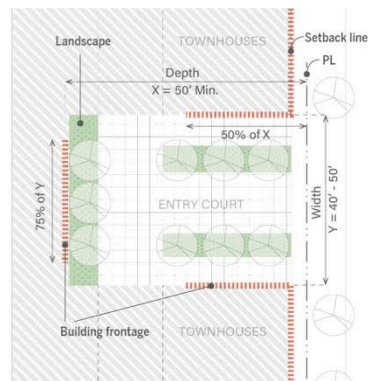 Landscape
TOWNHOUSES
Setback line
PL
Depth
X = 50' Min.
50% of X
75% of Y
ENTRY COURT
Width
Y = 40' - 50'
Building frontage
TOWNHOUSES